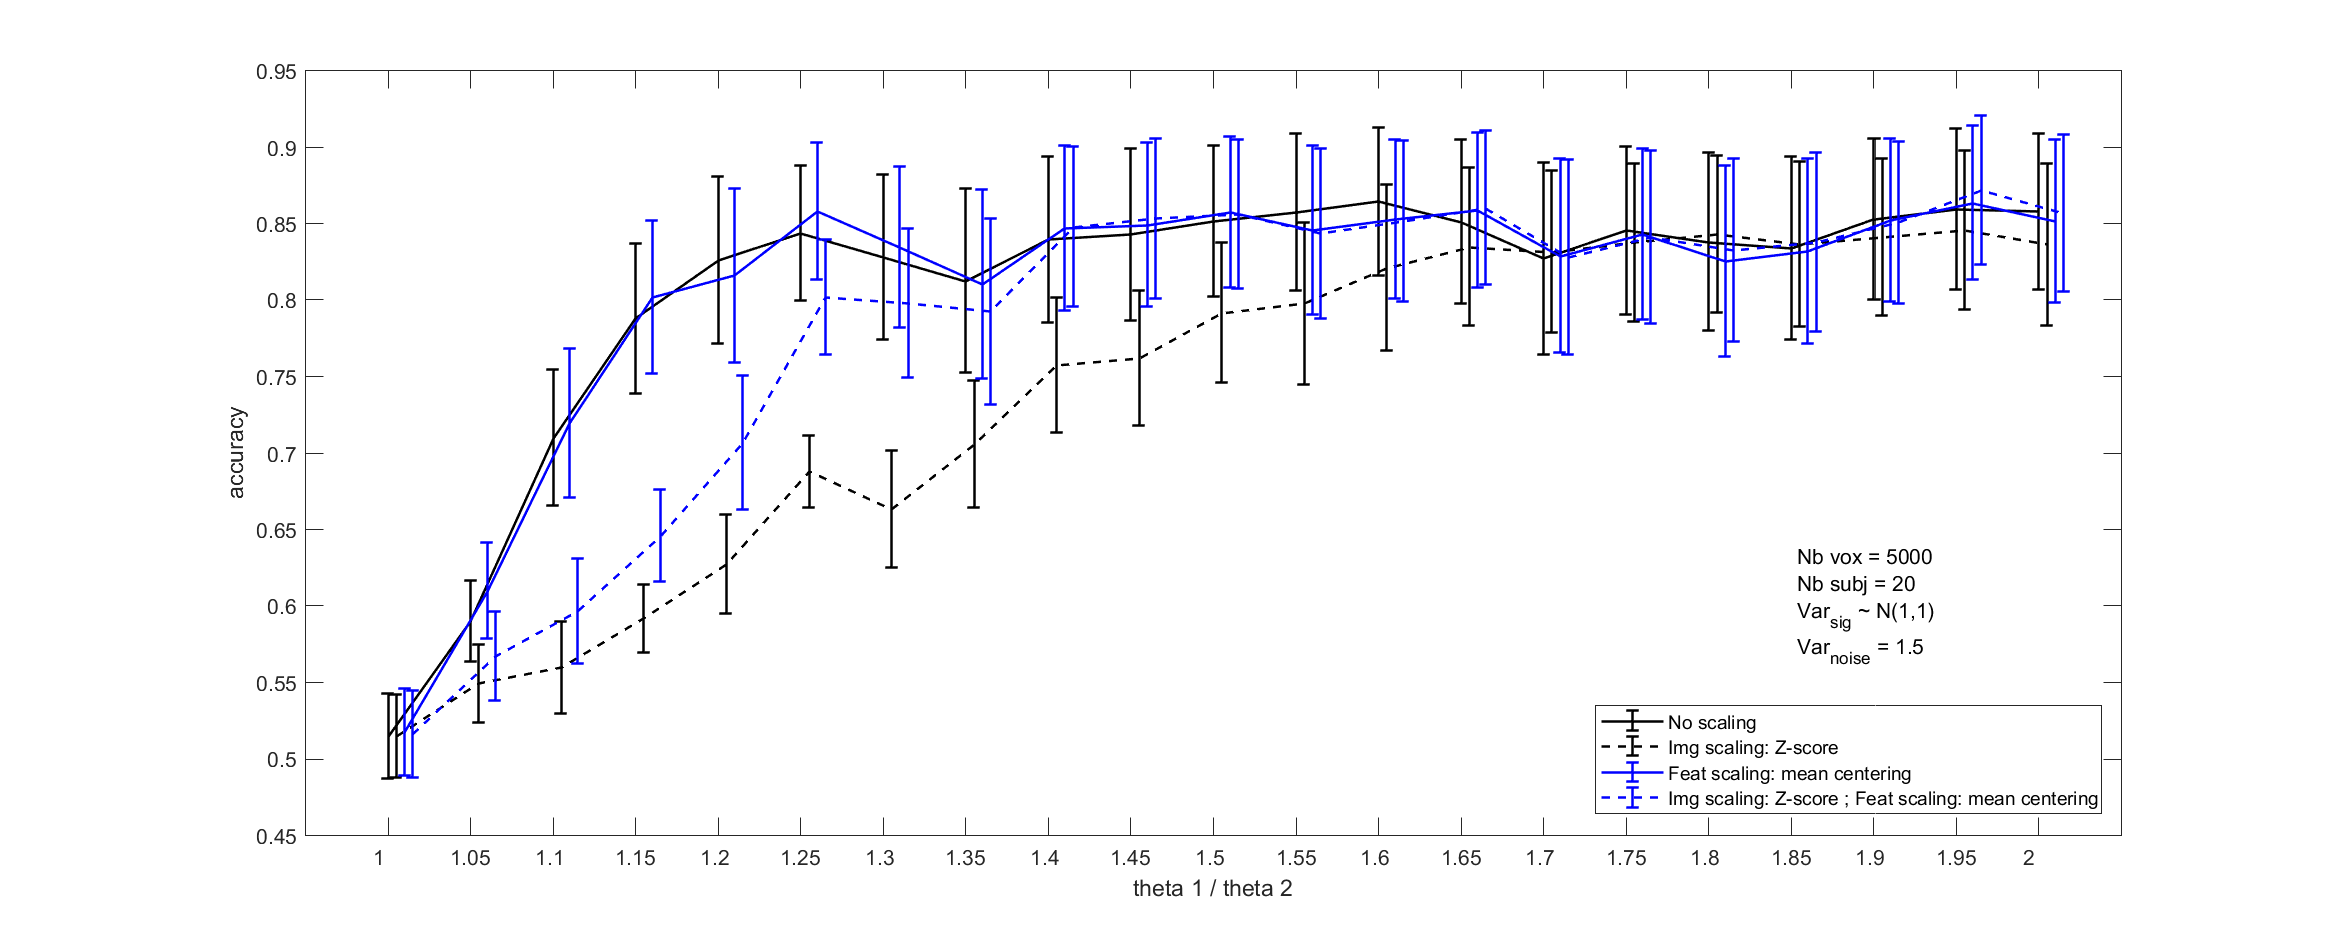 0.95
0.9
0.85
0.8
0.75
0.7
0.65
0.6
0.55
0.5
0.45
accuracy
Nb vox = 5000
Nb subj = 20
Varsig ~ N(1,1)
Varnoise = 1.5
No scaling
Img scaling: Z-score
Feat scaling: mean centering
Img scaling: Z-score ; Feat scaling: mean centering
1 1.05 1.1 1.15 1.2 1.25 1.3 1.35 1.4 1.45 1.5 1.55 1.6 1.65 1.7 1.75 1.8 1.85 1.9 1.95 2
theta 1 / theta 2